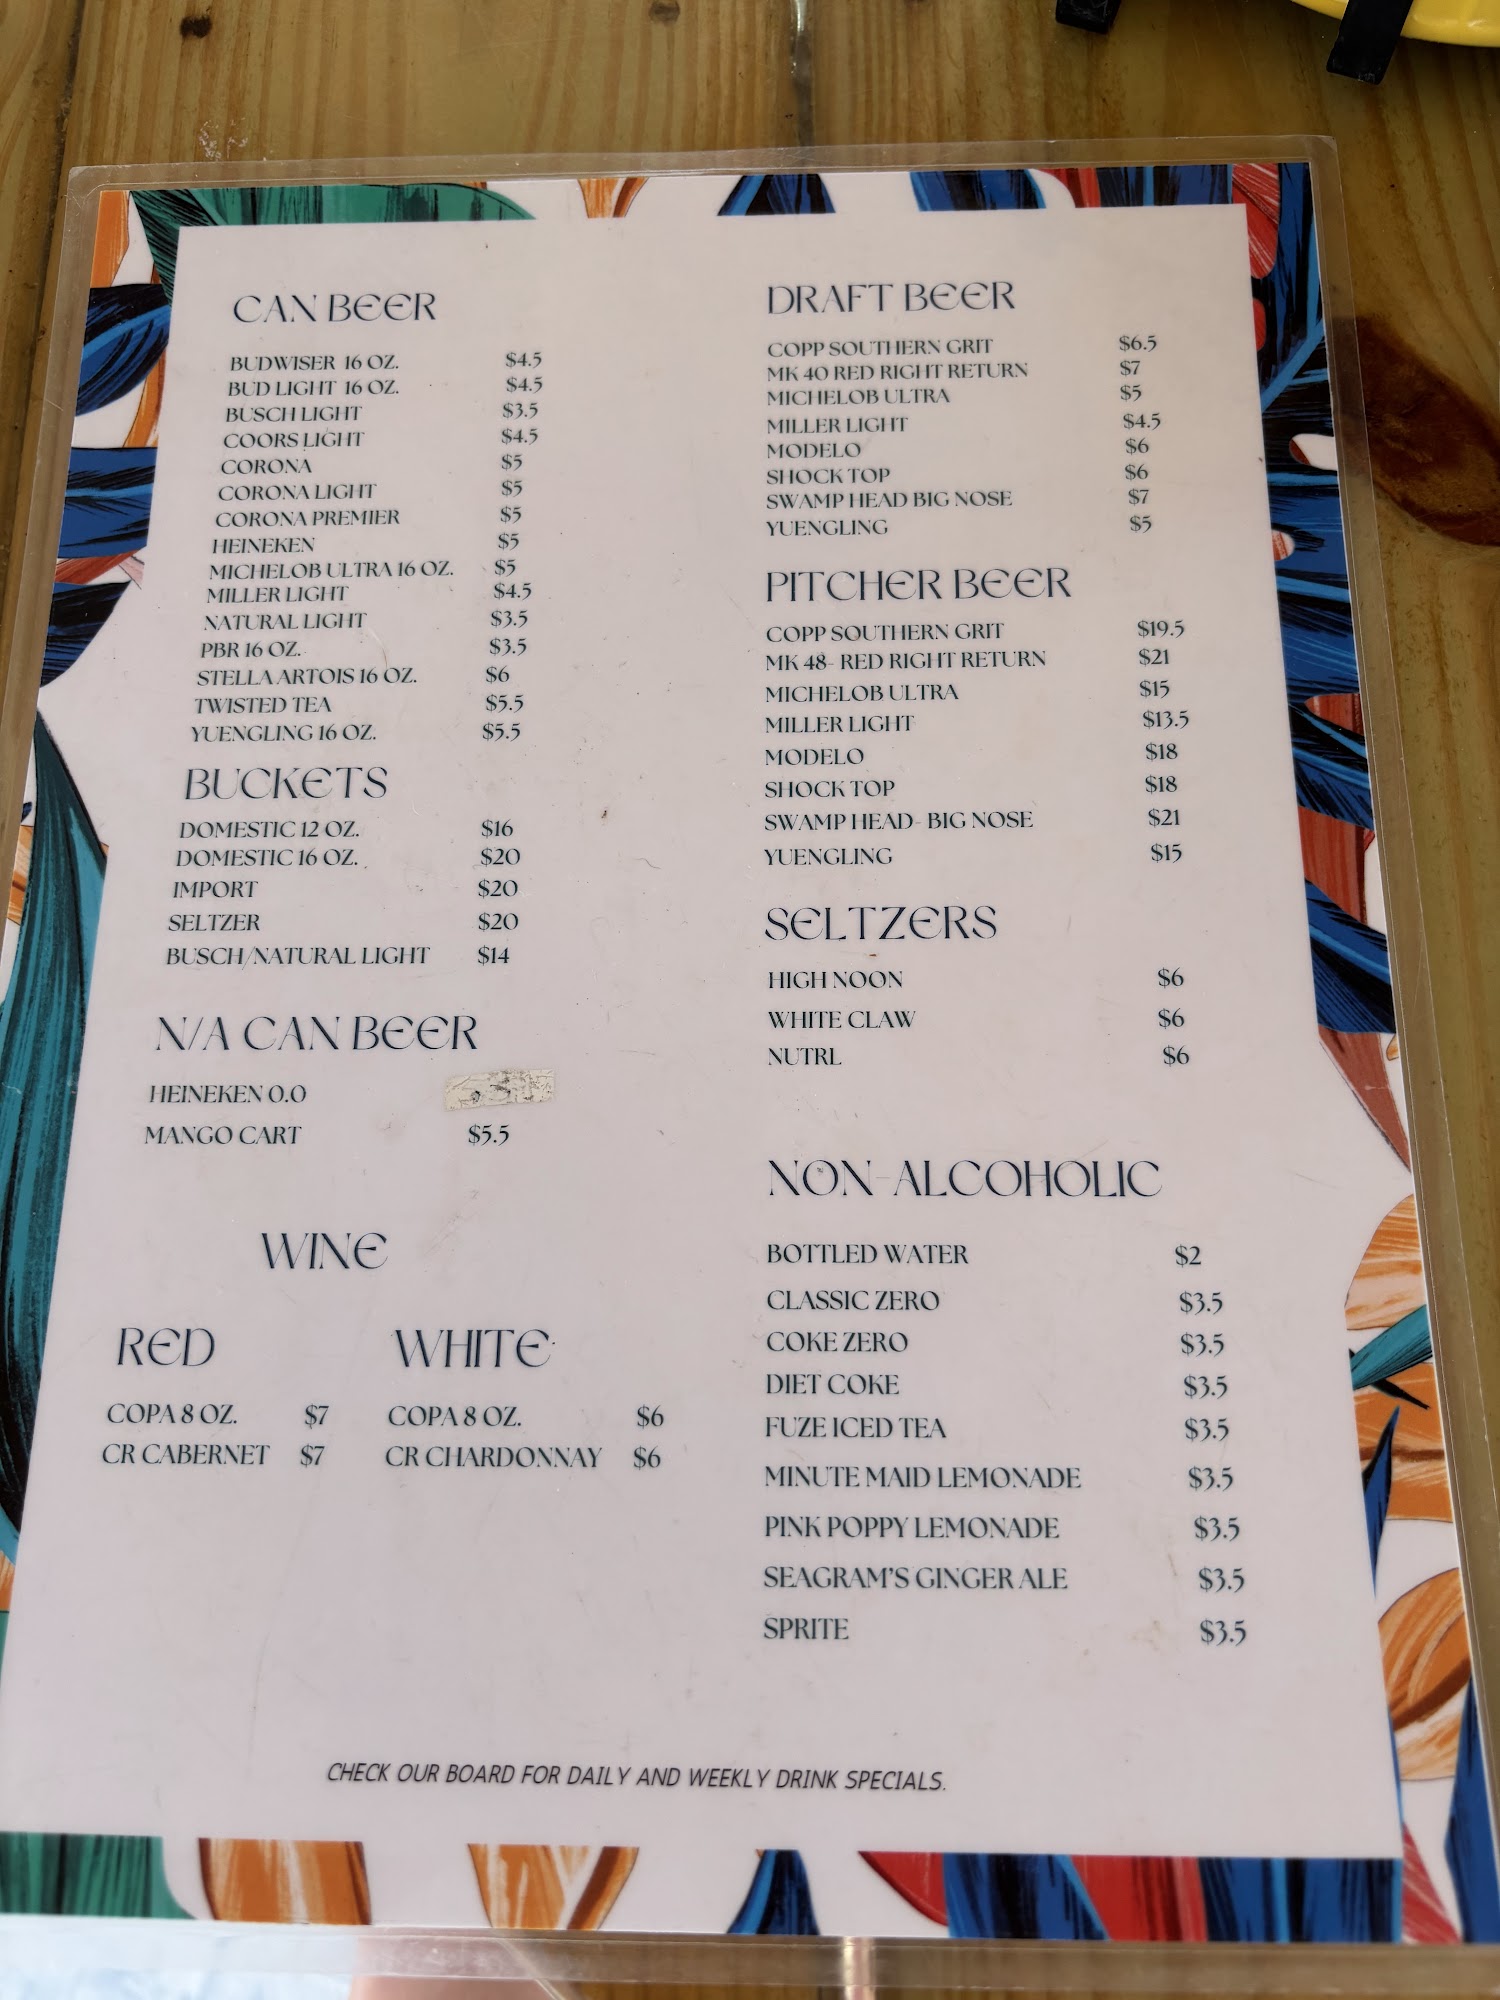 CAN BEER
BUDWISER 16 OZ. $4.5
BUD LIGHT 16 OZ. $4.5
BUSCH LIGHT $3.5
COORS LIGHT $4.5
CORONA $5
CORONA LIGHT $5
CORONA PREMIER $5
HEINEKEN $5
MICHELOB ULTRA 16 OZ. $5
MILLER LIGHT $4.5
NATURAL LIGHT $3.5
PBR 16 OZ. $3.5
STELLA ARTOIS 16 OZ. $6
TWISTED TEA $5.5
YUENGLING 16 OZ. $5.5
BUCKETS
DOMESTIC 12 OZ. $16
DOMESTIC 16 OZ. $20
IMPORT $20
SELTZER $20
BUSCH/NATURAL LIGHT $14
N/A CAN BEER
HEINEKEN 0.0
MANGO CART $5.5
WINE
RED
COPA 8 OZ. $7
CR CABERNET $7
WHITE
COPA 8 OZ. $6
CR CHARDONNAY $6
DRAFT BEER
COPP SOUTHERN GRIT $6.5
MK 40 RED RIGHT RETURN $7
MICHELOB ULTRA $5
MILLER LIGHT $4.5
MODELO $6
SHOCK TOP $6
SWAMP HEAD BIG NOSE $7
YUENGLING $5
PITCHER BEER
COPP SOUTHERN GRIT $19.5
MK 48- RED RIGHT RETURN $21
MICHELOB ULTRA $15
MILLER LIGHT $13.5
MODELO $18
SHOCK TOP $18
SWAMP HEAD- BIG NOSE $21
YUENGLING $15
SELTZERS
HIGH NOON $6
WHITE CLAW $6
NUTRL $6
NON-ALCOHOLIC
BOTTLED WATER $2
CLASSIC ZERO $3.5
COKE ZERO $3.5
DIET COKE $3.5
FUZE ICED TEA $3.5
MINUTE MAID LEMONADE $3.5
PINK POPPY LEMONADE $3.5
SEAGRAM'S GINGER ALE $3.5
SPRITE $3.5
CHECK OUR BOARD FOR DAILY AND WEEKLY DRINK SPECIALS.